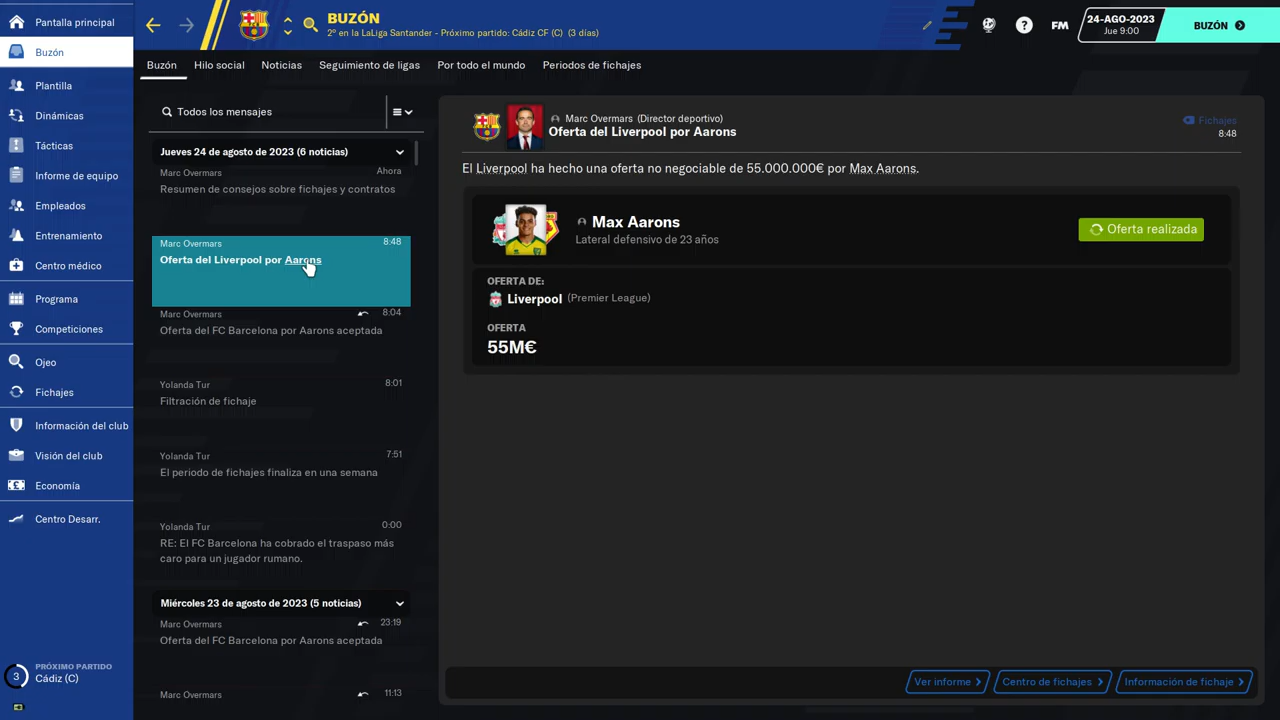 Pantalla principal
Buzón
Plantilla
Dinámicas
Tácticas
Informe de equipo
Empleados
Entrenamiento
Centro médico
Programa
Competiciones
Ojeo
Fichajes
Información del club
Visión del club
Economía
Centro Desarr.
3
PRÓXIMO PARTIDO
Cádiz (C)
BUZÓN
2º en la LaLiga Santander - Próximo partido: Cádiz CF (C) (3 días)
FM
24-AGO-2023
Jue 9:00
BUZÓN
Buzón Hilo social Noticias Seguimiento de ligas Por todo el mundo Periodos de fichajes
Todos los mensajes
Jueves 24 de agosto de 2023 (6 noticias)
Marc Overmars Ahora
Resumen de consejos sobre fichajes y contratos
Marc Overmars 8:48
Oferta del Liverpool por Aarons
Marc Overmars 8:04
Oferta del FC Barcelona por Aarons aceptada
Yolanda Tur 8:01
Filtración de fichaje
Yolanda Tur 7:51
El periodo de fichajes finaliza en una semana
Yolanda Tur 0:00
RE: El FC Barcelona ha cobrado el traspaso más
caro para un jugador rumano.
Miércoles 23 de agosto de 2023 (5 noticias)
Marc Overmars 23:19
Oferta del FC Barcelona por Aarons aceptada
Marc Overmars 11:13
Marc Overmars (Director deportivo)
Oferta del Liverpool por Aarons
Fichajes
8:48
El Liverpool ha hecho una oferta no negociable de 55.000.000€ por Max Aarons.
Max Aarons
Lateral defensivo de 23 años
Oferta realizada
OFERTA DE:
Liverpool (Premier League)
OFERTA
55M€
Ver informe
Centro de fichajes
Información de fichaje